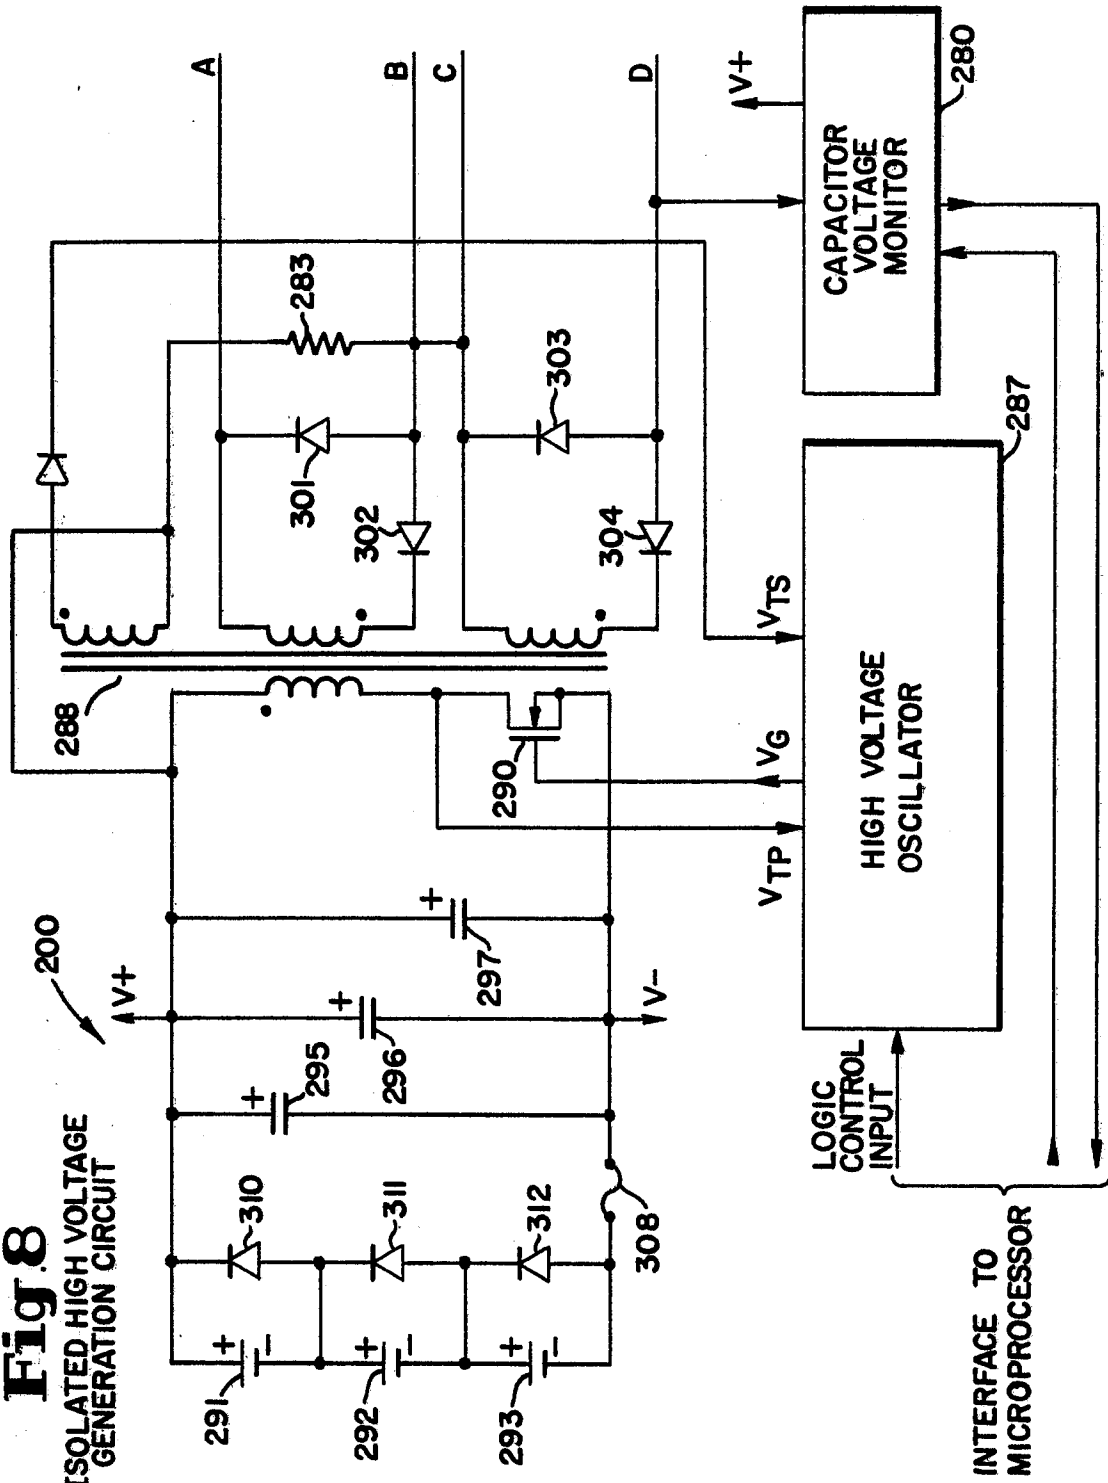 Fig.8
ISOLATED HIGH VOLTAGE
GENERATION CIRCUIT
200
V+
V-
291
292
293
+
-
+
-
+
-
310
311
312
308
+
295
+
296
+
297
288
290
283
301
302
303
304
A
B
C
D
VTP
VG
VTS
LOGIC
CONTROL
INPUT
HIGH VOLTAGE
OSCILLATOR
287
CAPACITOR
VOLTAGE
MONITOR
280
V+
INTERFACE TO
MICROPROCESSOR